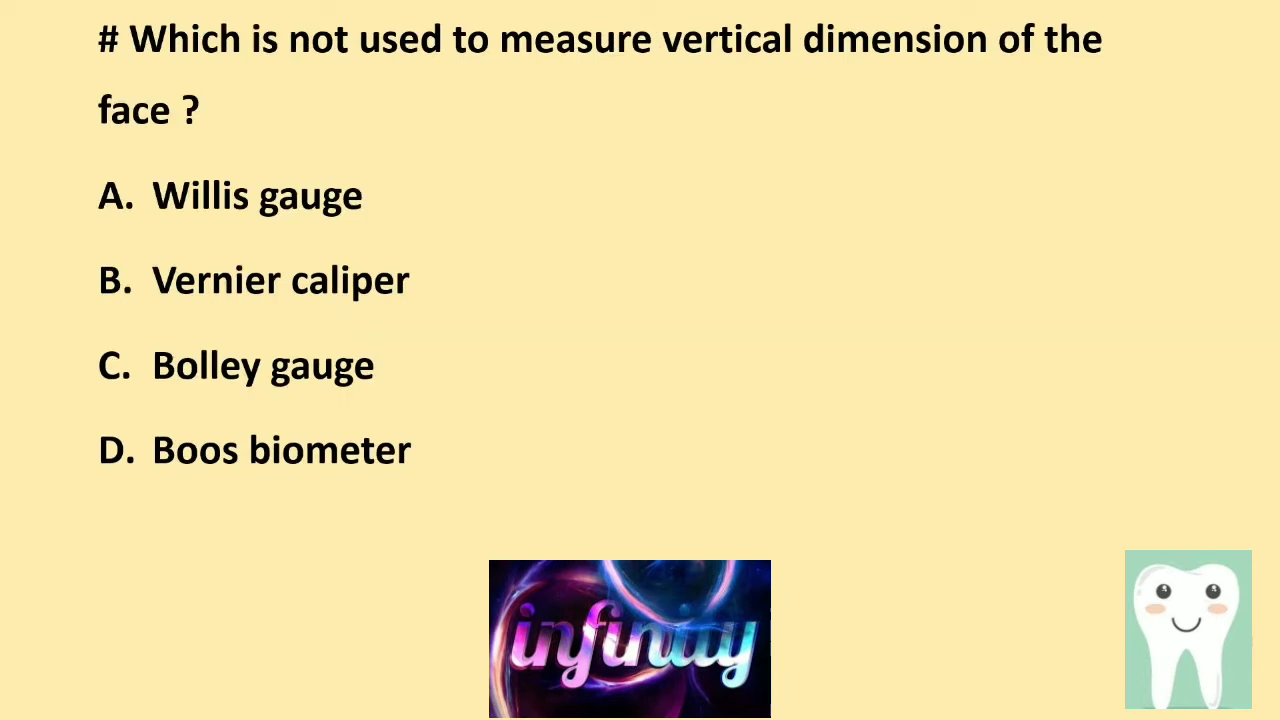 # Which is not used to measure vertical dimension of the
face ?
A. Willis gauge
B. Vernier caliper
C. Bolley gauge
D. Boos biometer
infinity